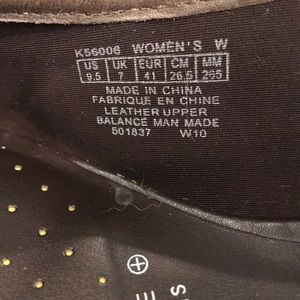 K56006 WOMEN'S W
US UK EUR CM MM
9.5 7 41 26.5 265
MADE IN CHINA
FABRIQUE EN CHINE
LEATHER UPPER
BALANCE MAN MADE
501837 W10